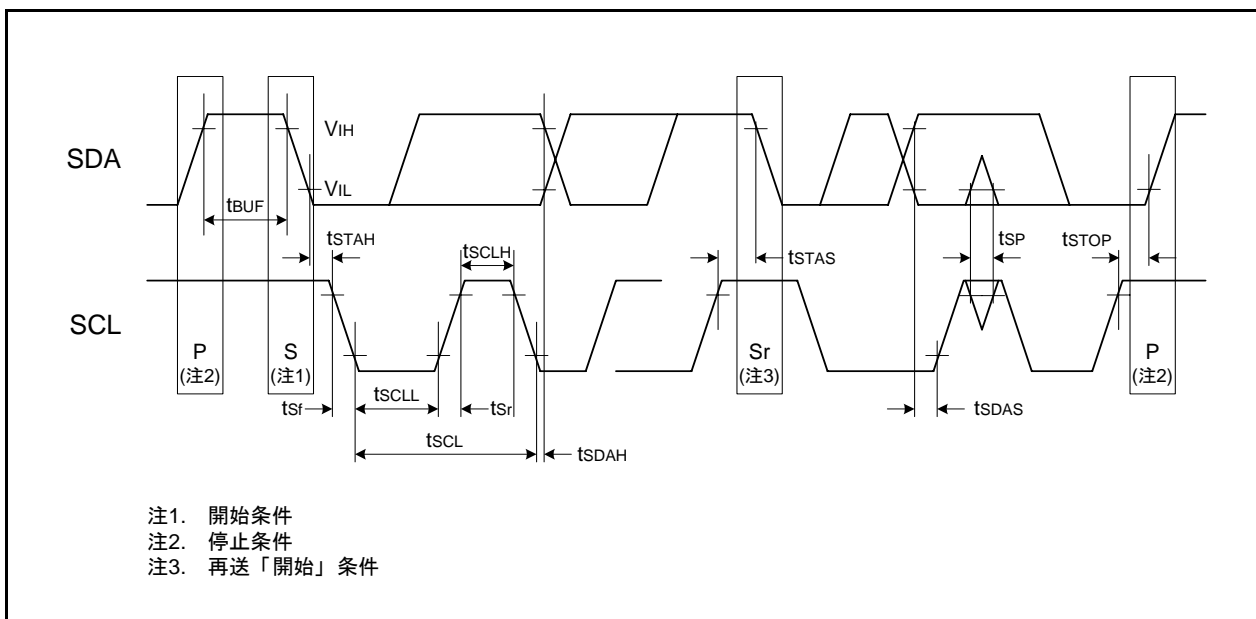 SDA
VIH
VIL
tBUF
tSTAH
tSCLH
tSTAS
tSP
tSTOP
SCL
P
(注2)
S
(注1)
Sr
(注3)
P
(注2)
tSf
tSCLL
tSr
tSCL
tSDAH
tSDAS
注1. 開始条件
注2. 停止条件
注3. 再送「開始」条件